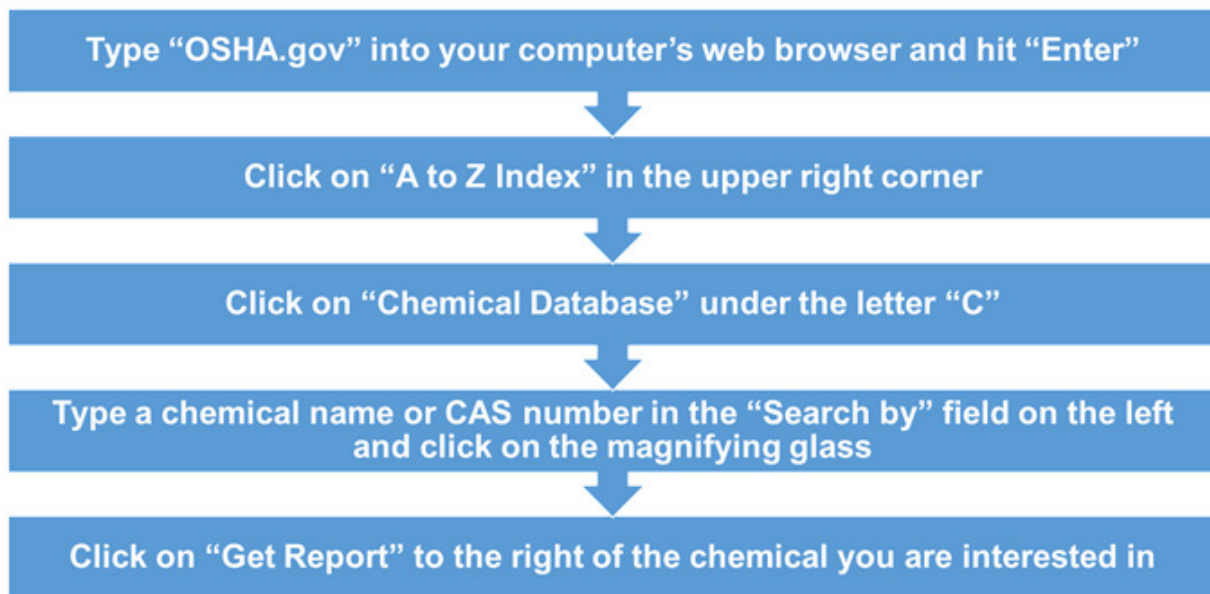 Type “OSHA.gov” into your computer’s web browser and hit “Enter”
Click on “A to Z Index” in the upper right corner
Click on “Chemical Database” under the letter “C”
Type a chemical name or CAS number in the “Search by” field on the left
and click on the magnifying glass
Click on “Get Report” to the right of the chemical you are interested in